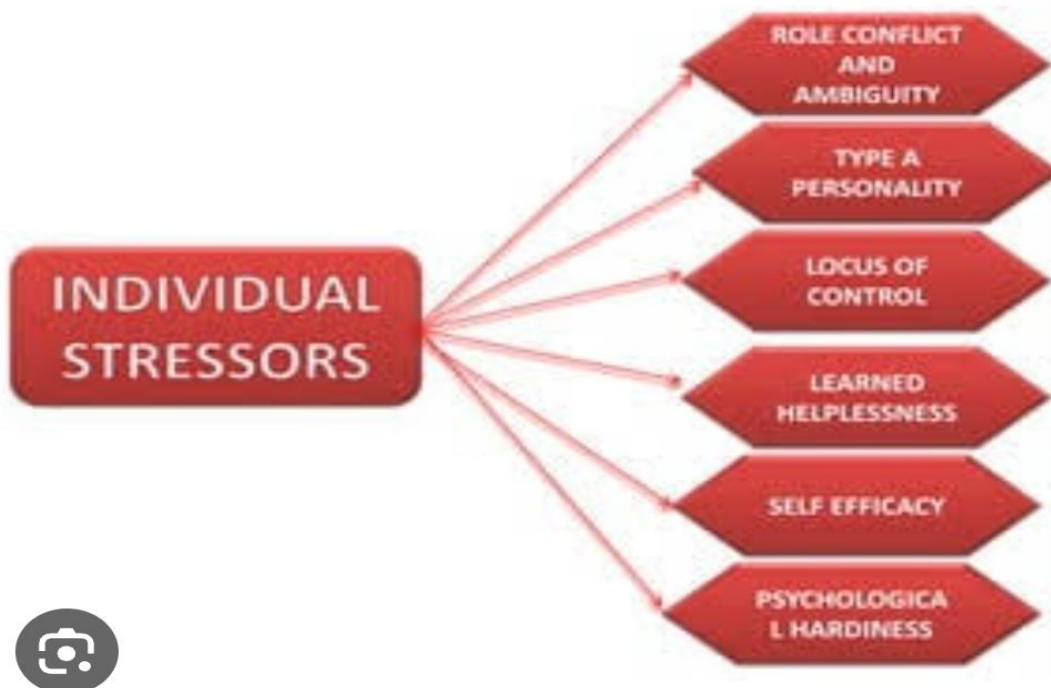 INDIVIDUAL
STRESSORS
ROLE CONFLICT
AND
AMBIGUITY
TYPE A
PERSONALITY
LOCUS OF
CONTROL
LEARNED
HELPLESSNESS
SELF EFFICACY
PSYCHOLOGICA
L HARDINESS